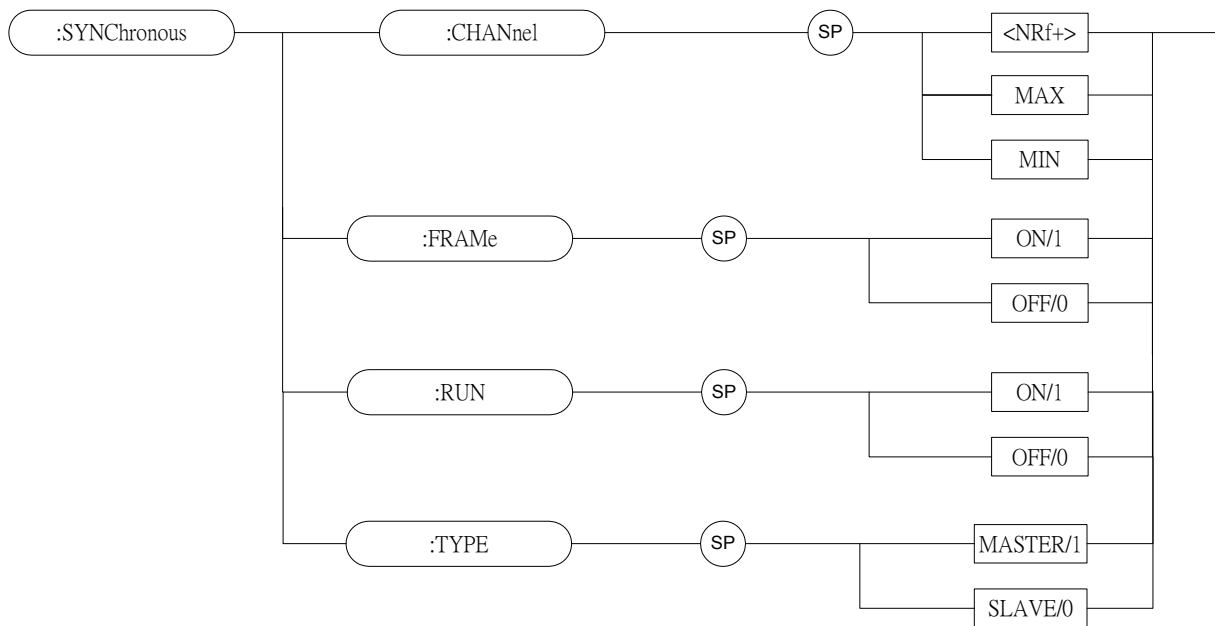 :SYNChronous :CHANnel SP <NRf+>
MAX
MIN
:FRAMe SP ON/1
OFF/0
:RUN SP ON/1
OFF/0
:TYPE SP MASTER/1
SLAVE/0